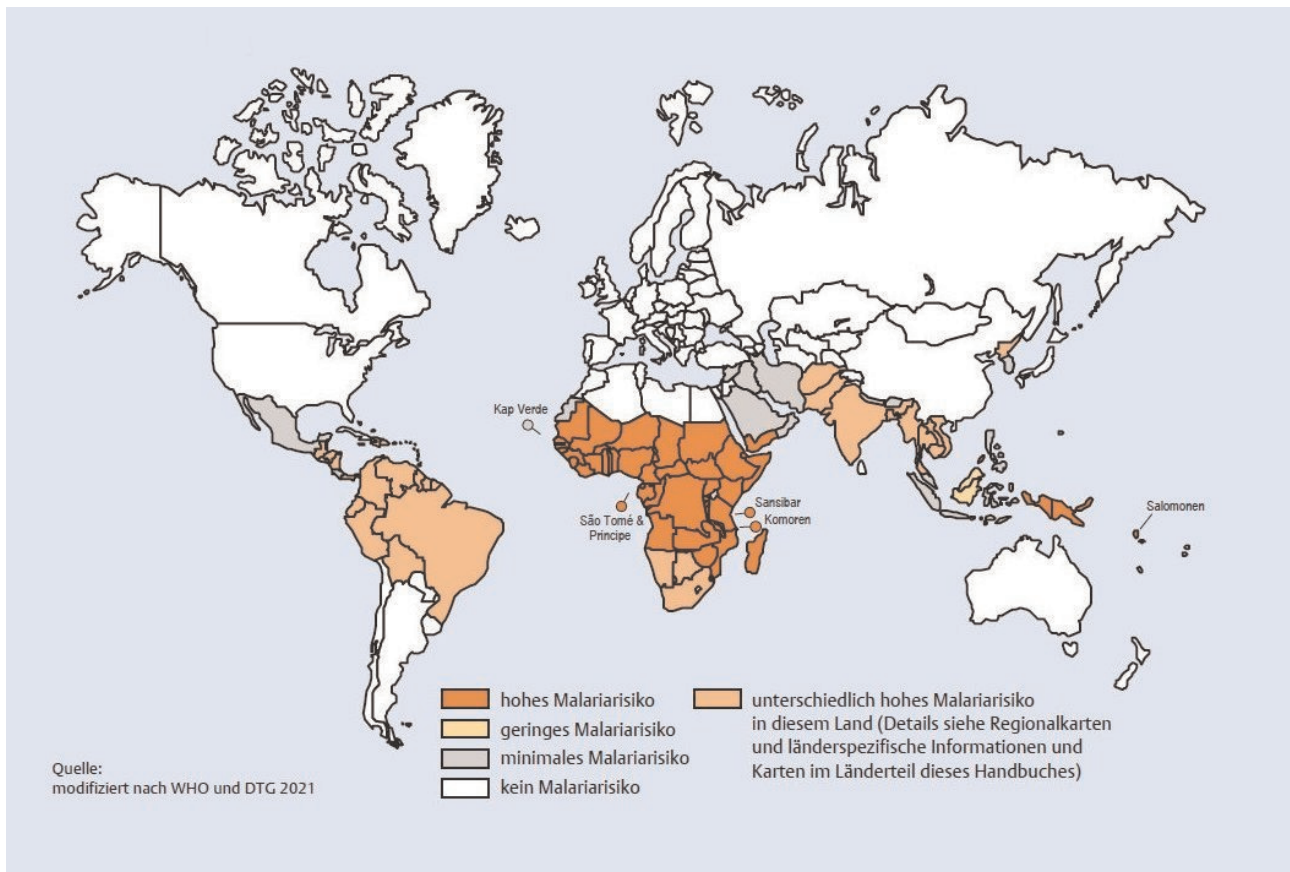 Kap Verde
São Tomé &
Principe
Sansibar
Komoren
Salomonen
hohes Malariarisiko
geringes Malariarisiko
minimales Malariarisiko
kein Malariarisiko
unterschiedlich hohes Malariarisiko
in diesem Land (Details siehe Regionalkarten
und länderspezifische Informationen und
Karten im Länderteil dieses Handbuches)
Quelle:
modifiziert nach WHO und DTG 2021